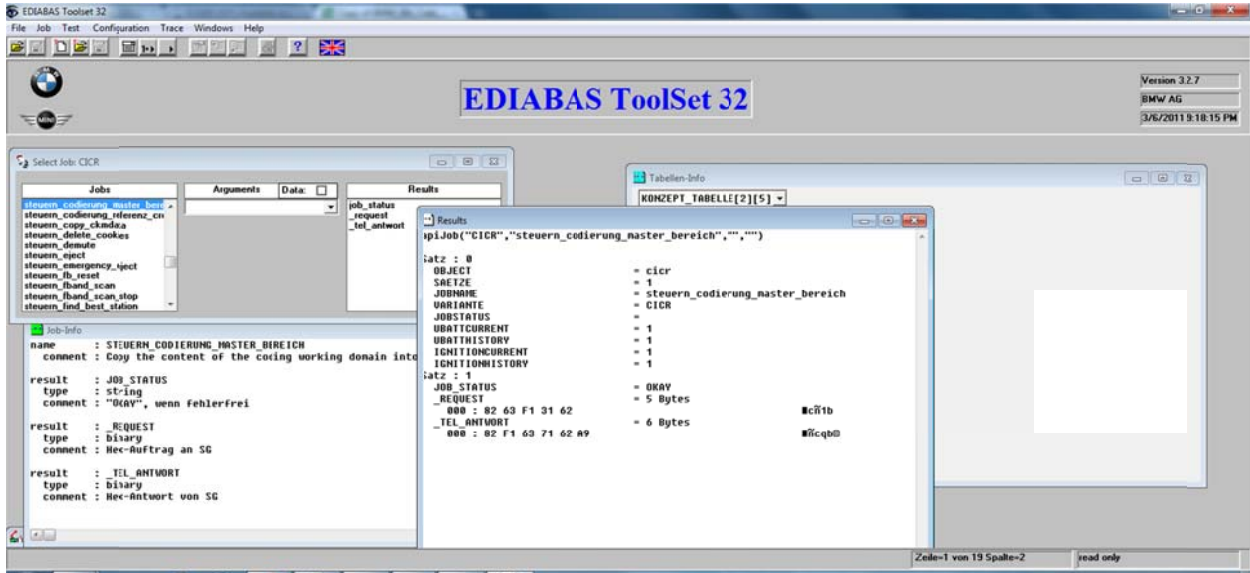 EDIABAS Toolset 32
File Job Test Configuration Trace Windows Help
MINI
EDIABAS ToolSet 32
Version 3.2.7
BMW AG
3/6/2011 9:18:15 PM
Select Job: CICR
Jobs
Arguments Data:
Results
steuern_codierung_master_bere
steuern_codierung_referenz_cn
steuern_copy_ckmdaxa
steuern_delete_cookies
steuern_demute
steuern_eject
steuern_emergency_eject
steuern_fb_reset
steuern_fband_scan
steuern_fband_scan_stop
steuern_find_best_station
job_status
_request
_tel_antwort
Tabellen-Info
KONZEPT_TABELLE[2][5]
Results
apiJob("CICR","steuern_codierung_master_bereich","","")
Satz : 0
OBJECT = cicr
SAETZE = 1
JOBNAME = steuern_codierung_master_bereich
VARIANTE = CICR
JOBSTATUS =
UBATTCURRENT = 1
UBATTHISTORY = 1
IGNITIONCURRENT = 1
IGNITIONHISTORY = 1
Satz : 1
JOB_STATUS = OKAY
_REQUEST = 5 Bytes
000 : 82 63 F1 31 62 cñ1b
_TEL_ANTWORT = 6 Bytes
000 : 82 F1 63 71 62 A9 ñcqb
Job-Info
name : STEUERN_CODIERUNG_MASTER_BEREICH
comment : Copy the content of the coding working domain into
result : JOB_STATUS
type : string
comment : "OKAY", wenn fehlerfrei
result : _REQUEST
type : binary
comment : Hex-Auftrag an SG
result : _TEL_ANTWORT
type : binary
comment : Hex-Antwort von SG
Zeile=1 von 19 Spalte=2
read only